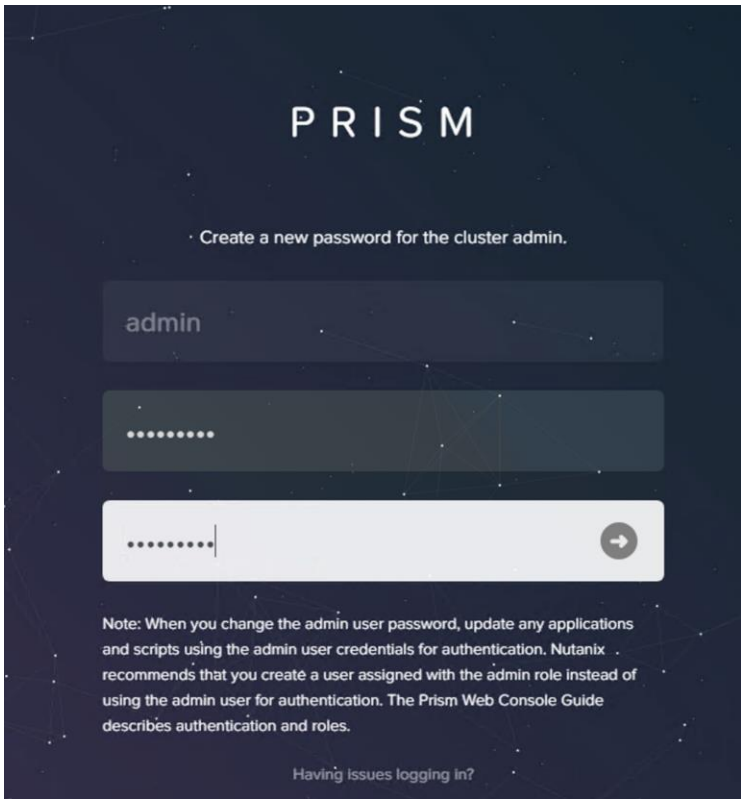 PRISM
Create a new password for the cluster admin.
admin
•••••••••
•••••••••
Note: When you change the admin user password, update any applications
and scripts using the admin user credentials for authentication. Nutanix
recommends that you create a user assigned with the admin role instead of
using the admin user for authentication. The Prism Web Console Guide
describes authentication and roles.
Having issues logging in?